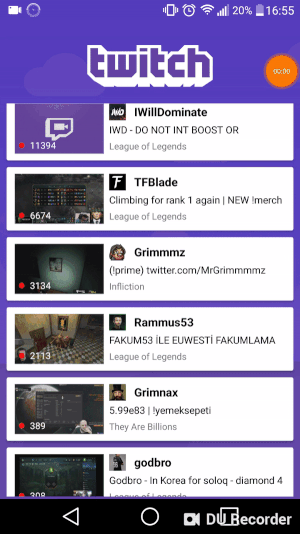 20% 16:55
twitch
IWillDominate
IWD - DO NOT INT BOOST OR
11394
League of Legends
TFBlade
Climbing for rank 1 again | NEW !merch
6674
League of Legends
Grimmmz
(!prime) twitter.com/MrGrimmmmz
3134
Infliction
Rammus53
FAKUM53 İLE EUWESTİ FAKUMLAMA
2113
League of Legends
Grimnax
5.99e83 | !yemeksepeti
389
They Are Billions
godbro
Godbro - In Korea for soloq - diamond 4
308
League of Legends
DU Recorder